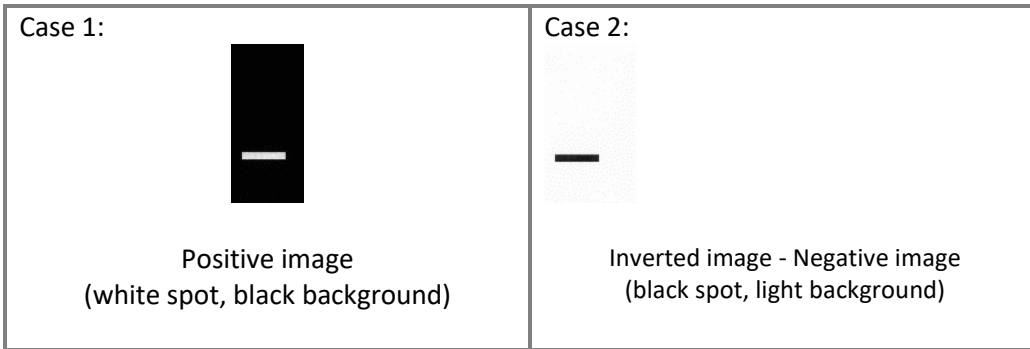 Case 1:
Positive image
(white spot, black background)
Case 2:
Inverted image - Negative image
(black spot, light background)